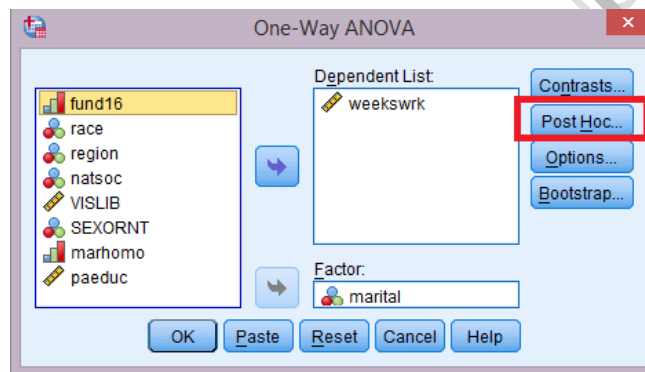 One-Way ANOVA
fund16
race
region
natsoc
VISLIB
SEXORNT
marhomo
paeduc
Dependent List:
weekswrk
Factor:
marital
Contrasts...
Post Hoc...
Options...
Bootstrap...
OK Paste Reset Cancel Help